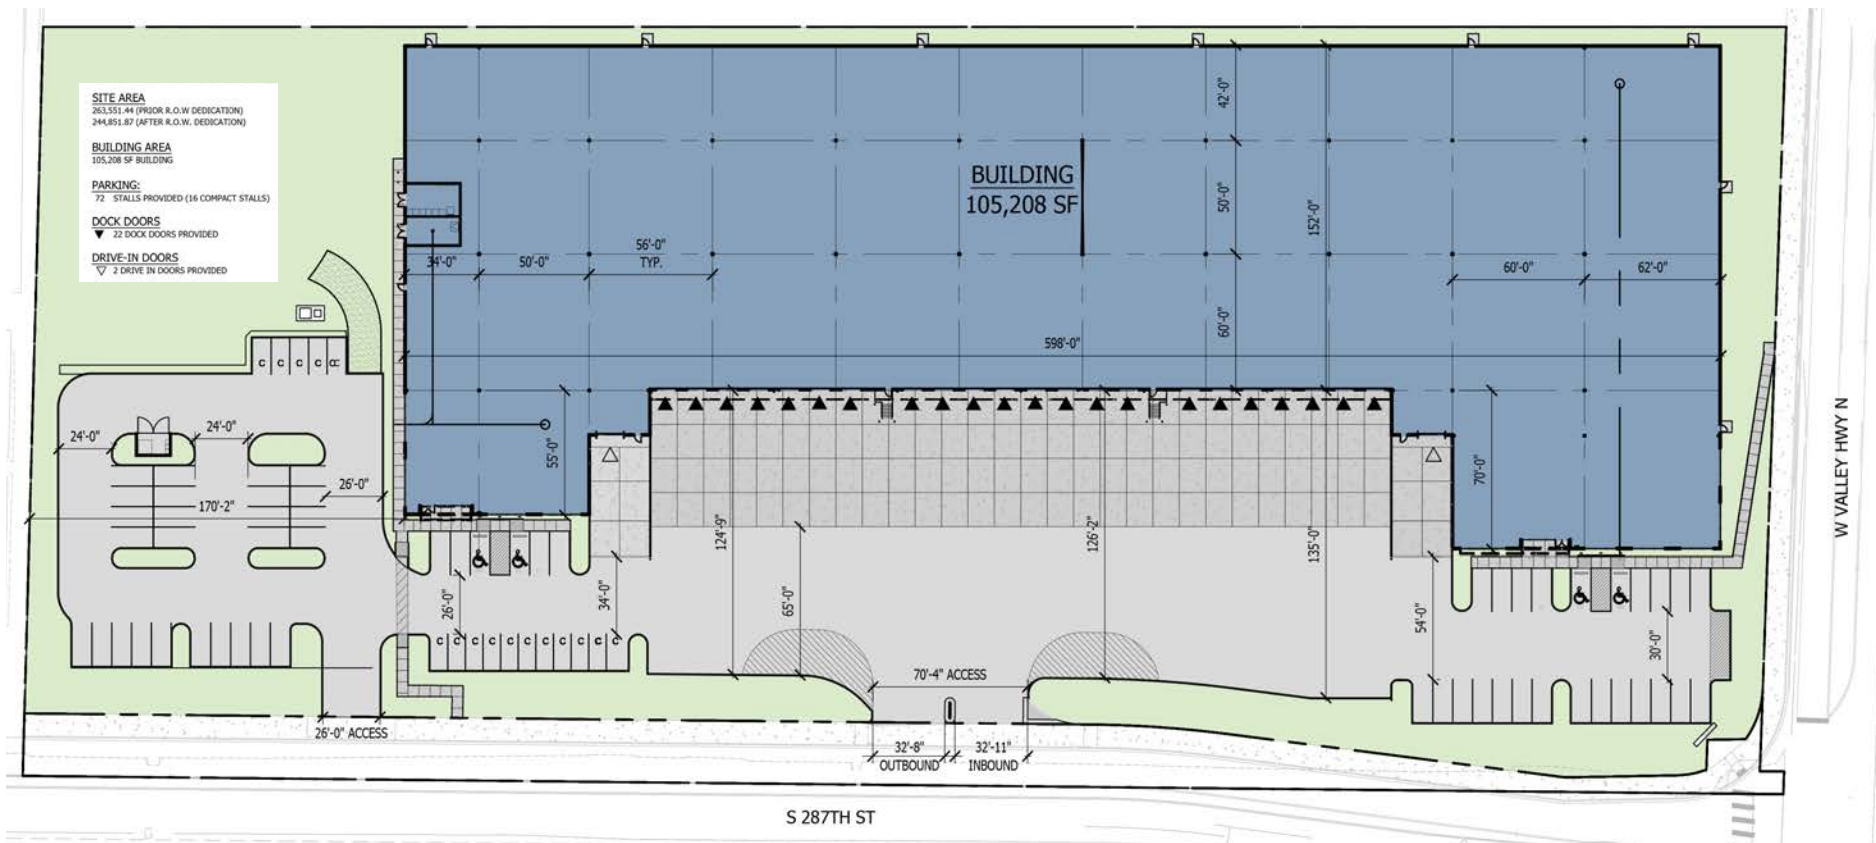 SITE AREA
263,551.44 (PRIOR R.O.W DEDICATION)
244,851.87 (AFTER R.O.W. DEDICATION)
BUILDING AREA
105,208 SF BUILDING
PARKING:
72 STALLS PROVIDED (16 COMPACT STALLS)
DOCK DOORS
▼ 22 DOCK DOORS PROVIDED
DRIVE-IN DOORS
▽ 2 DRIVE IN DOORS PROVIDED
BUILDING
105,208 SF
42'-0"
50'-0"
152'-0"
60'-0"
34'-0"
50'-0"
56'-0"
TYP.
60'-0"
62'-0"
598'-0"
C C C C C
24'-0"
24'-0"
26'-0"
170'-2"
55'-0"
70'-0"
124'-9"
126'-2"
135'-0"
65'-0"
26'-0"
34'-0"
54'-0"
30'-0"
C C C C C C C C C C C
70'-4" ACCESS
26'-0" ACCESS
32'-8"
OUTBOUND
32'-11"
INBOUND
S 287TH ST
W VALLEY HWY N